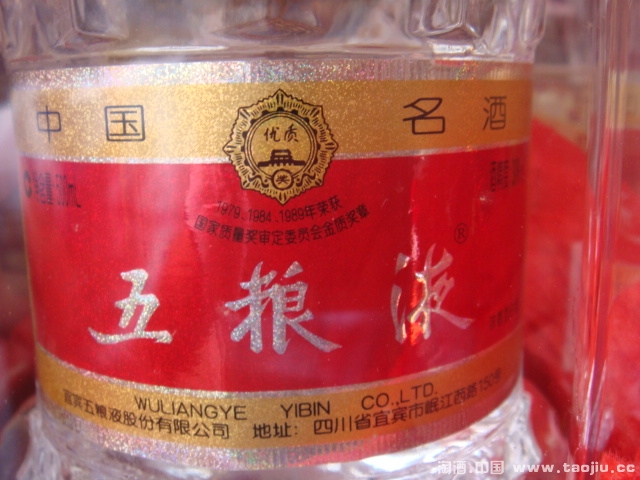 中国 名酒
优质
奖
1979.1984.1989年荣获
国家质量奖审定委员会金质奖章
五粮液®
WULIANGYE YIBIN CO.,LTD.
宜宾五粮液股份有限公司 地址:四川省宜宾市岷江西路150号
淘酒.中国 www.taojiu.cc